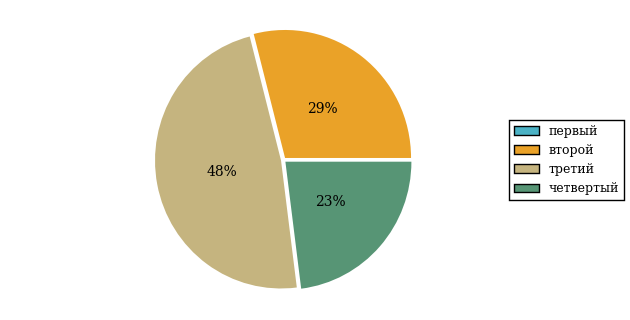 29%
48%
23%
первый
второй
третий
четвертый